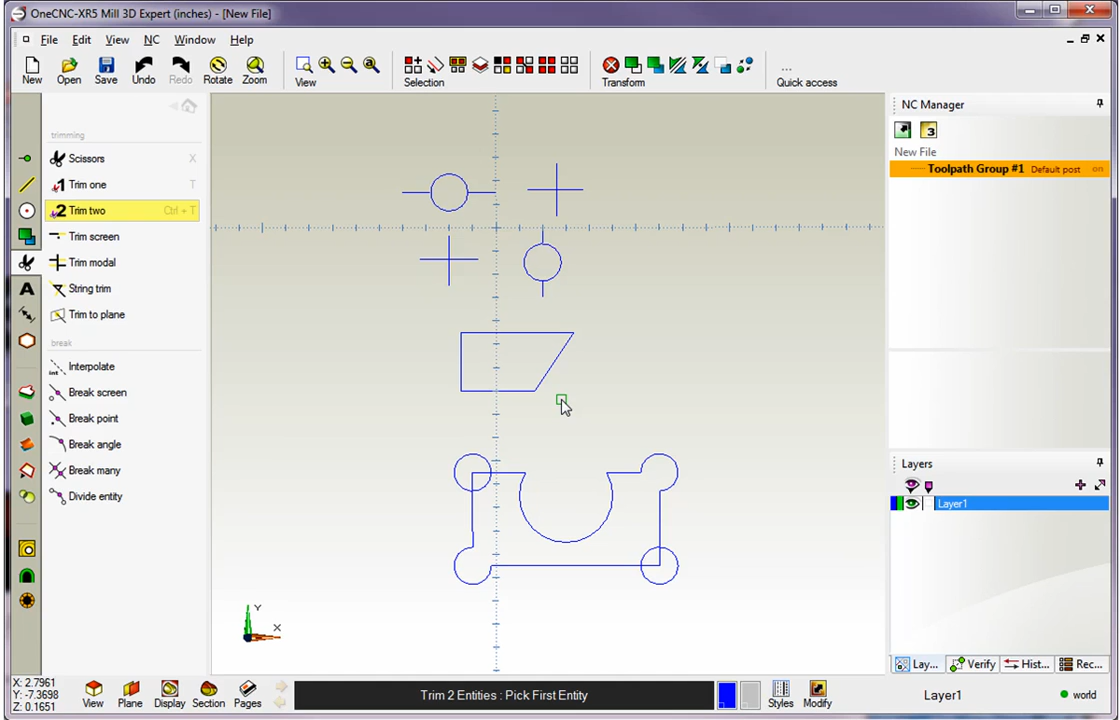 OneCNC-XR5 Mill 3D Expert (inches) - [New File]
File Edit View NC Window Help
New Open Save Undo Redo Rotate Zoom View Selection Transform ... Quick access
trimming
Scissors X
1 Trim one T
2 Trim two Ctrl + T
Trim screen
Trim modal
String trim
Trim to plane
break
int Interpolate
Break screen
Break point
Break angle
Break many
Divide entity
A
Y
X
NC Manager
3
New File
Toolpath Group #1 Default post on
Layers
Layer1
Lay... Verify Hist... Rec...
X: 2.7961
Y: -7.3698
Z: 0.1651
View Plane Display Section Pages
Trim 2 Entities : Pick First Entity
Styles Modify
Layer1
world